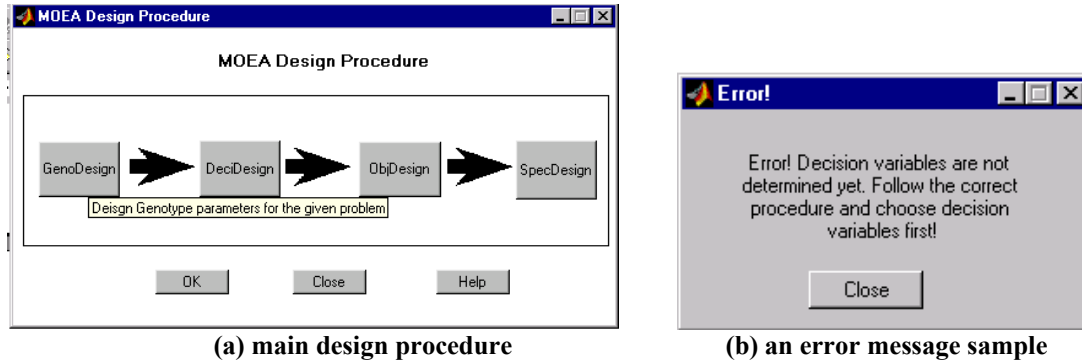 MOEA Design Procedure
MOEA Design Procedure
GenoDesign
DeciDesign
ObjDesign
SpecDesign
Deisgn Genotype parameters for the given problem
OK
Close
Help
(a) main design procedure
Error!
Error! Decision variables are not
determined yet. Follow the correct
procedure and choose decision
variables first!
Close
(b) an error message sample